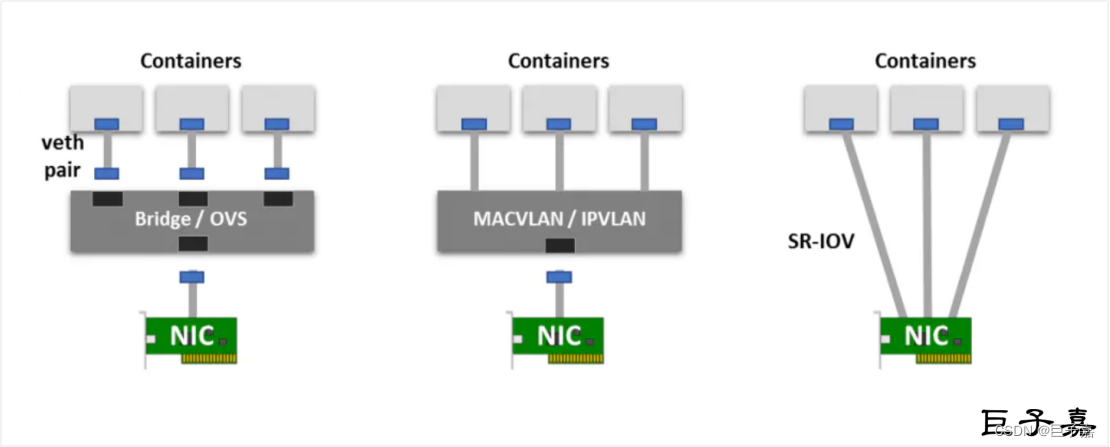 Containers
veth
pair
Bridge / OVS
NIC
Containers
MACVLAN / IPVLAN
NIC
Containers
SR-IOV
NIC
巨子嘉
CSDN @巨子嘉